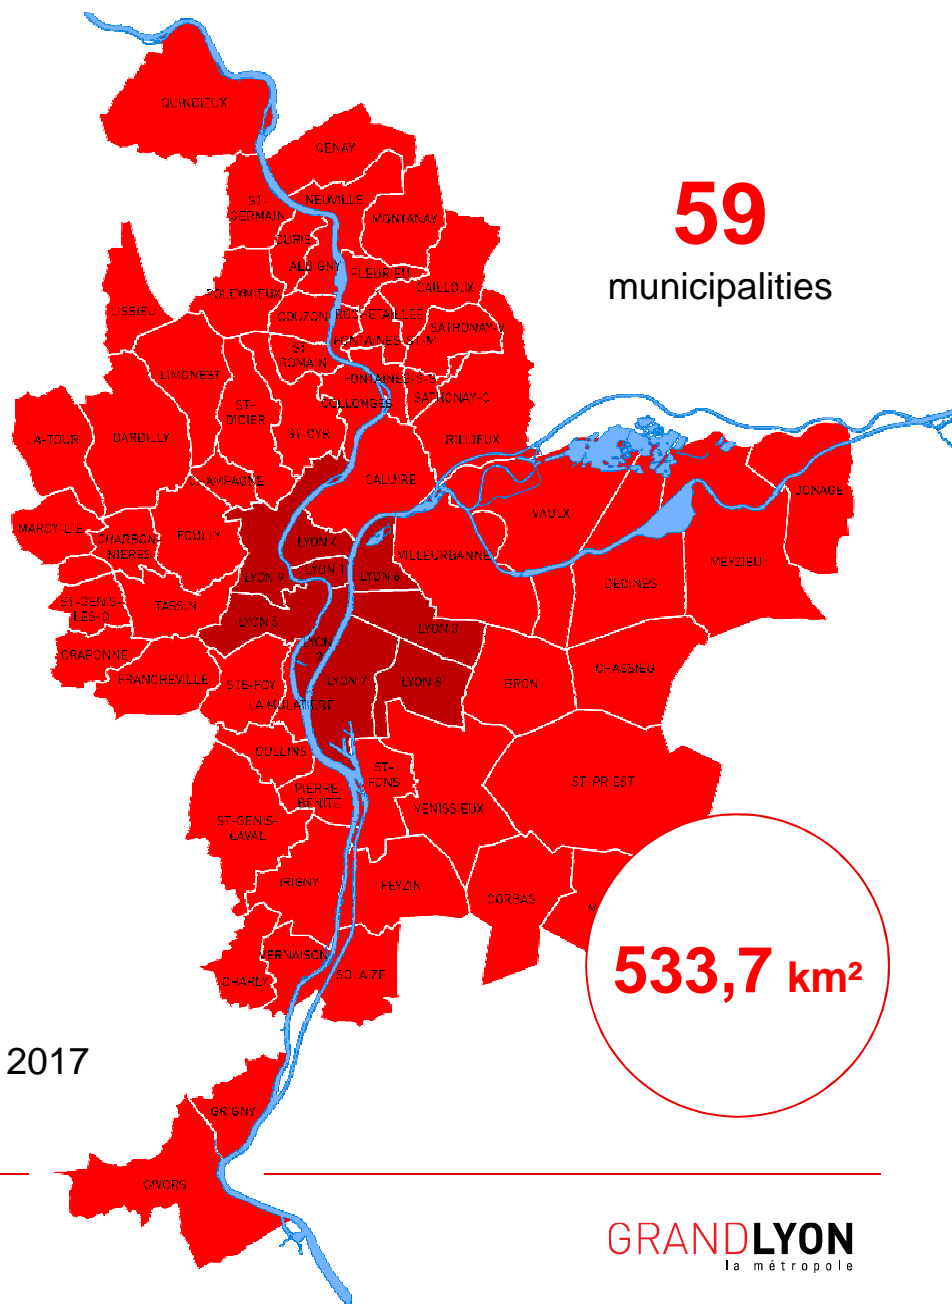 QUINCIEUX
GENAY
ST-
GERMAIN
NEUVILLE
MONTANAY
59
municipalities
CURIS
ALBIGNY
FLEURIEU
CAILLOUX
LISSIEU
POLEYMIEUX
COUZON
ROCHETAILLEE
SATHONAY-V
FONTAINES-ST-M
ST
ROMAIN
LIMONEST
FONTAINES-S-S
COLLONGES
SATHONAY-C
ST-
DIDIER
ST-CYR
RILLIEUX
LA-TOUR
DARDILLY
CHAMPAGNE
CALUIRE
JONAGE
MARCY-L'E
CHARBON-
NIERES
ECULLY
LYON 4
VAULX
VILLEURBANNE
MEYZIEU
LYON 9
LYON 1
LYON 6
DECINES
ST-GENIS-
LES-O
TASSIN
LYON 5
LYON 3
CRAPONNE
FRANCHEVILLE
STE-FOY
LYON
2
LYON 7
LYON 8
BRON
CHASSIEU
LA MULATIERE
OULLINS
ST-
FONS
ST-PRIEST
PIERRE
BENITE
VENISSIEUX
ST-GENIS-
LAVAL
IRIGNY
FEYZIN
CORBAS
M
533,7 km²
VERNAISON
CHARLY
SOLAIZE
2017
GRIGNY
GIVORS
GRANDLYON
la métropole